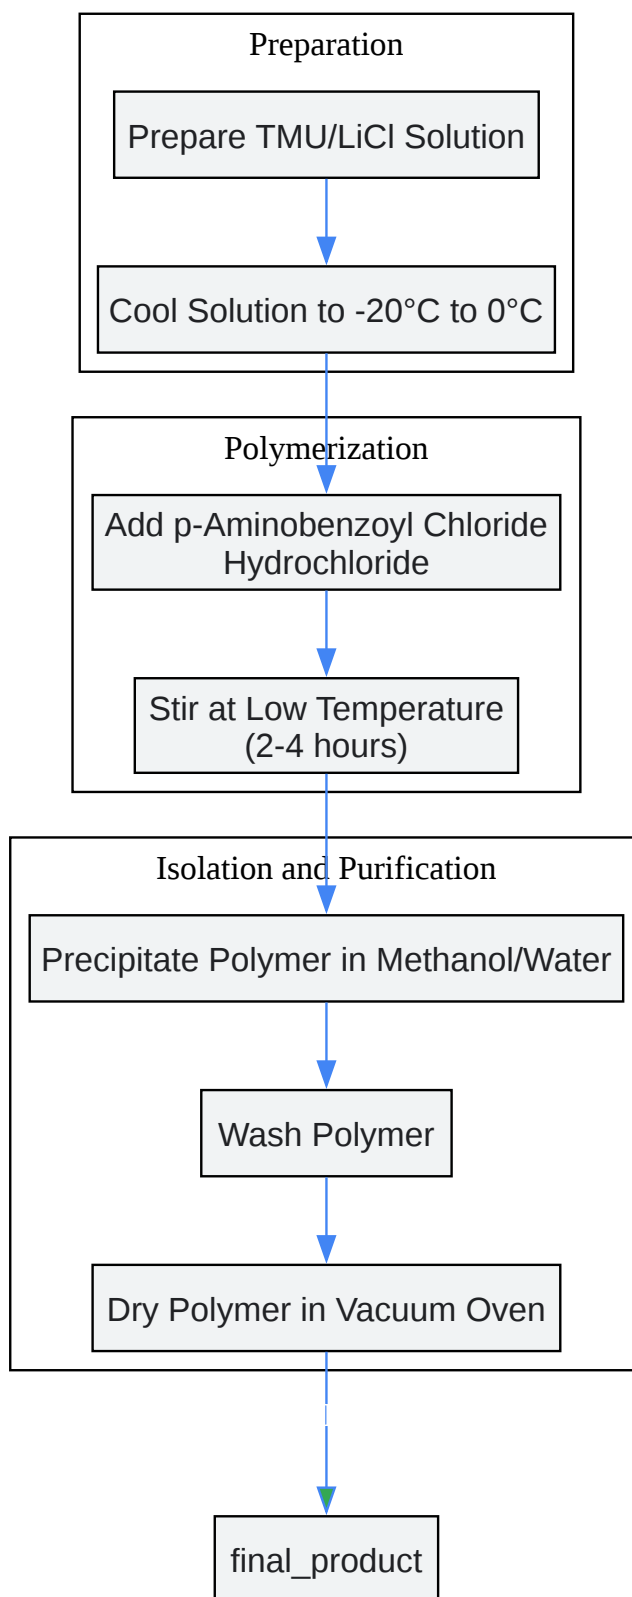 Preparation
Prepare TMU/LiCl Solution
Cool Solution to -20°C to 0°C
Polymerization
Add p-Aminobenzoyl Chloride
Hydrochloride
Stir at Low Temperature
(2-4 hours)
Isolation and Purification
Precipitate Polymer in Methanol/Water
Wash Polymer
Dry Polymer in Vacuum Oven
final_product